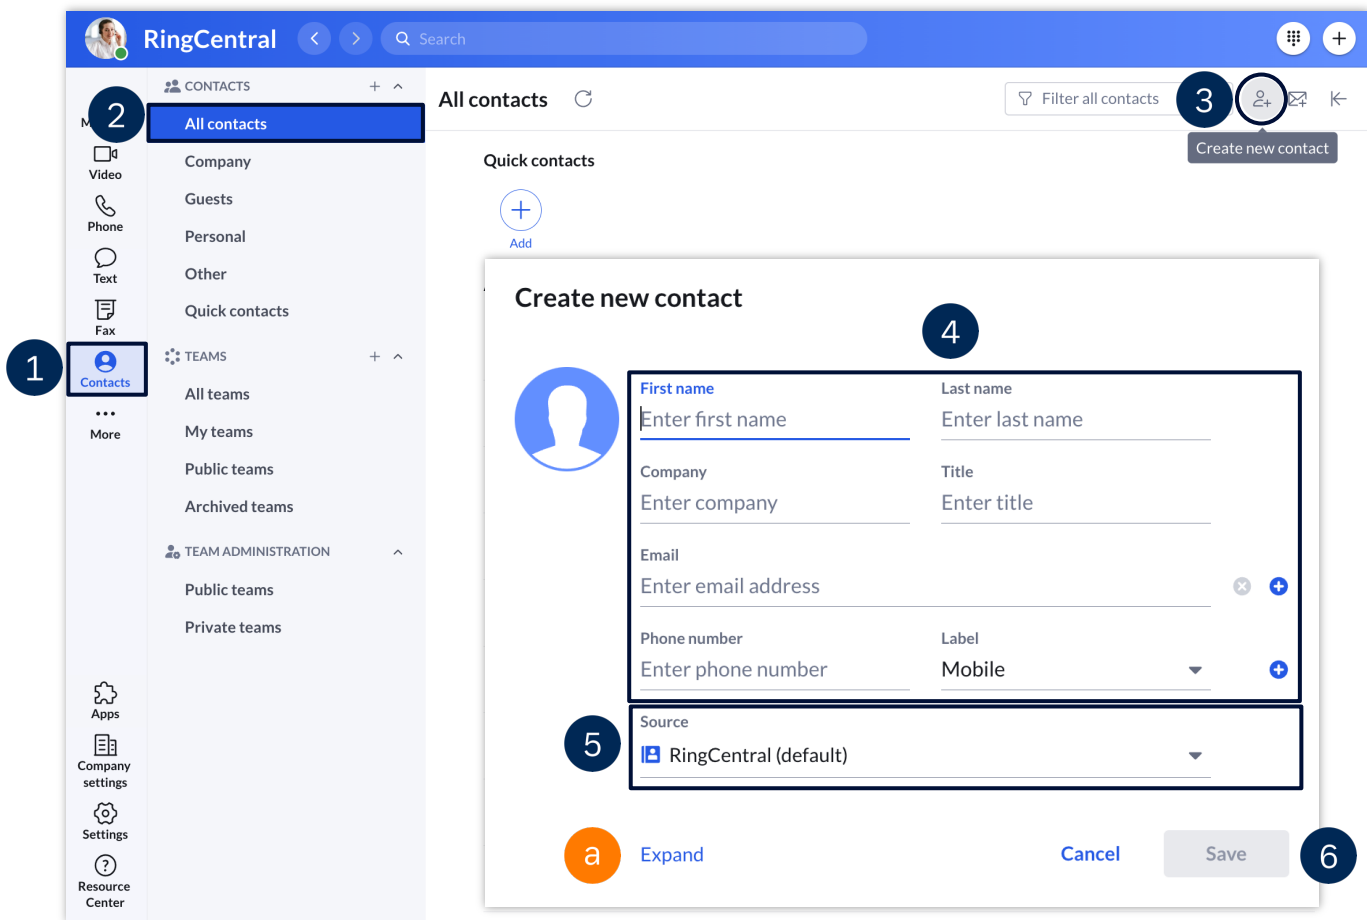 RingCentral
Search
2
M
Video
Phone
Text
Fax
1
Contacts
More
Apps
Company
settings
Settings
Resource
Center
CONTACTS
All contacts
Company
Guests
Personal
Other
Quick contacts
TEAMS
All teams
My teams
Public teams
Archived teams
TEAM ADMINISTRATION
Public teams
Private teams
All contacts
Filter all contacts
3
Create new contact
Quick contacts
Add
Create new contact
4
First name
Enter first name
Last name
Enter last name
Company
Enter company
Title
Enter title
Email
Enter email address
Phone number
Enter phone number
Label
Mobile
5
Source
RingCentral (default)
a
Expand
Cancel
Save
6